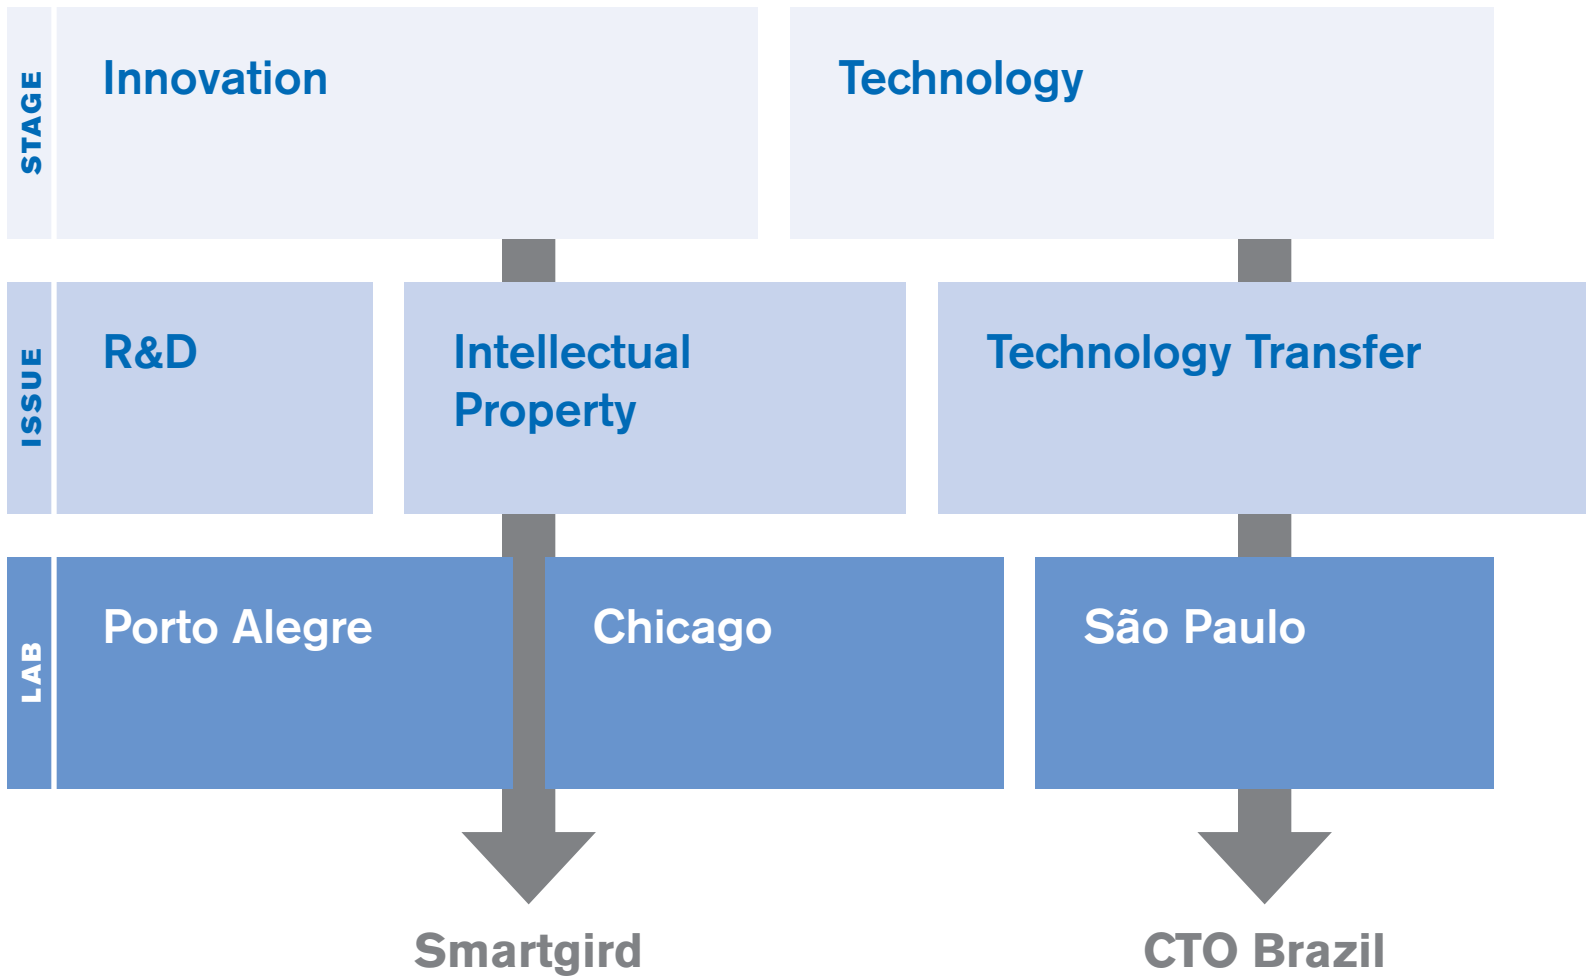 STAGE
Innovation
Technology
ISSUE
R&D
Intellectual
Property
Technology Transfer
LAB
Porto Alegre
Chicago
São Paulo
Smartgird
CTO Brazil